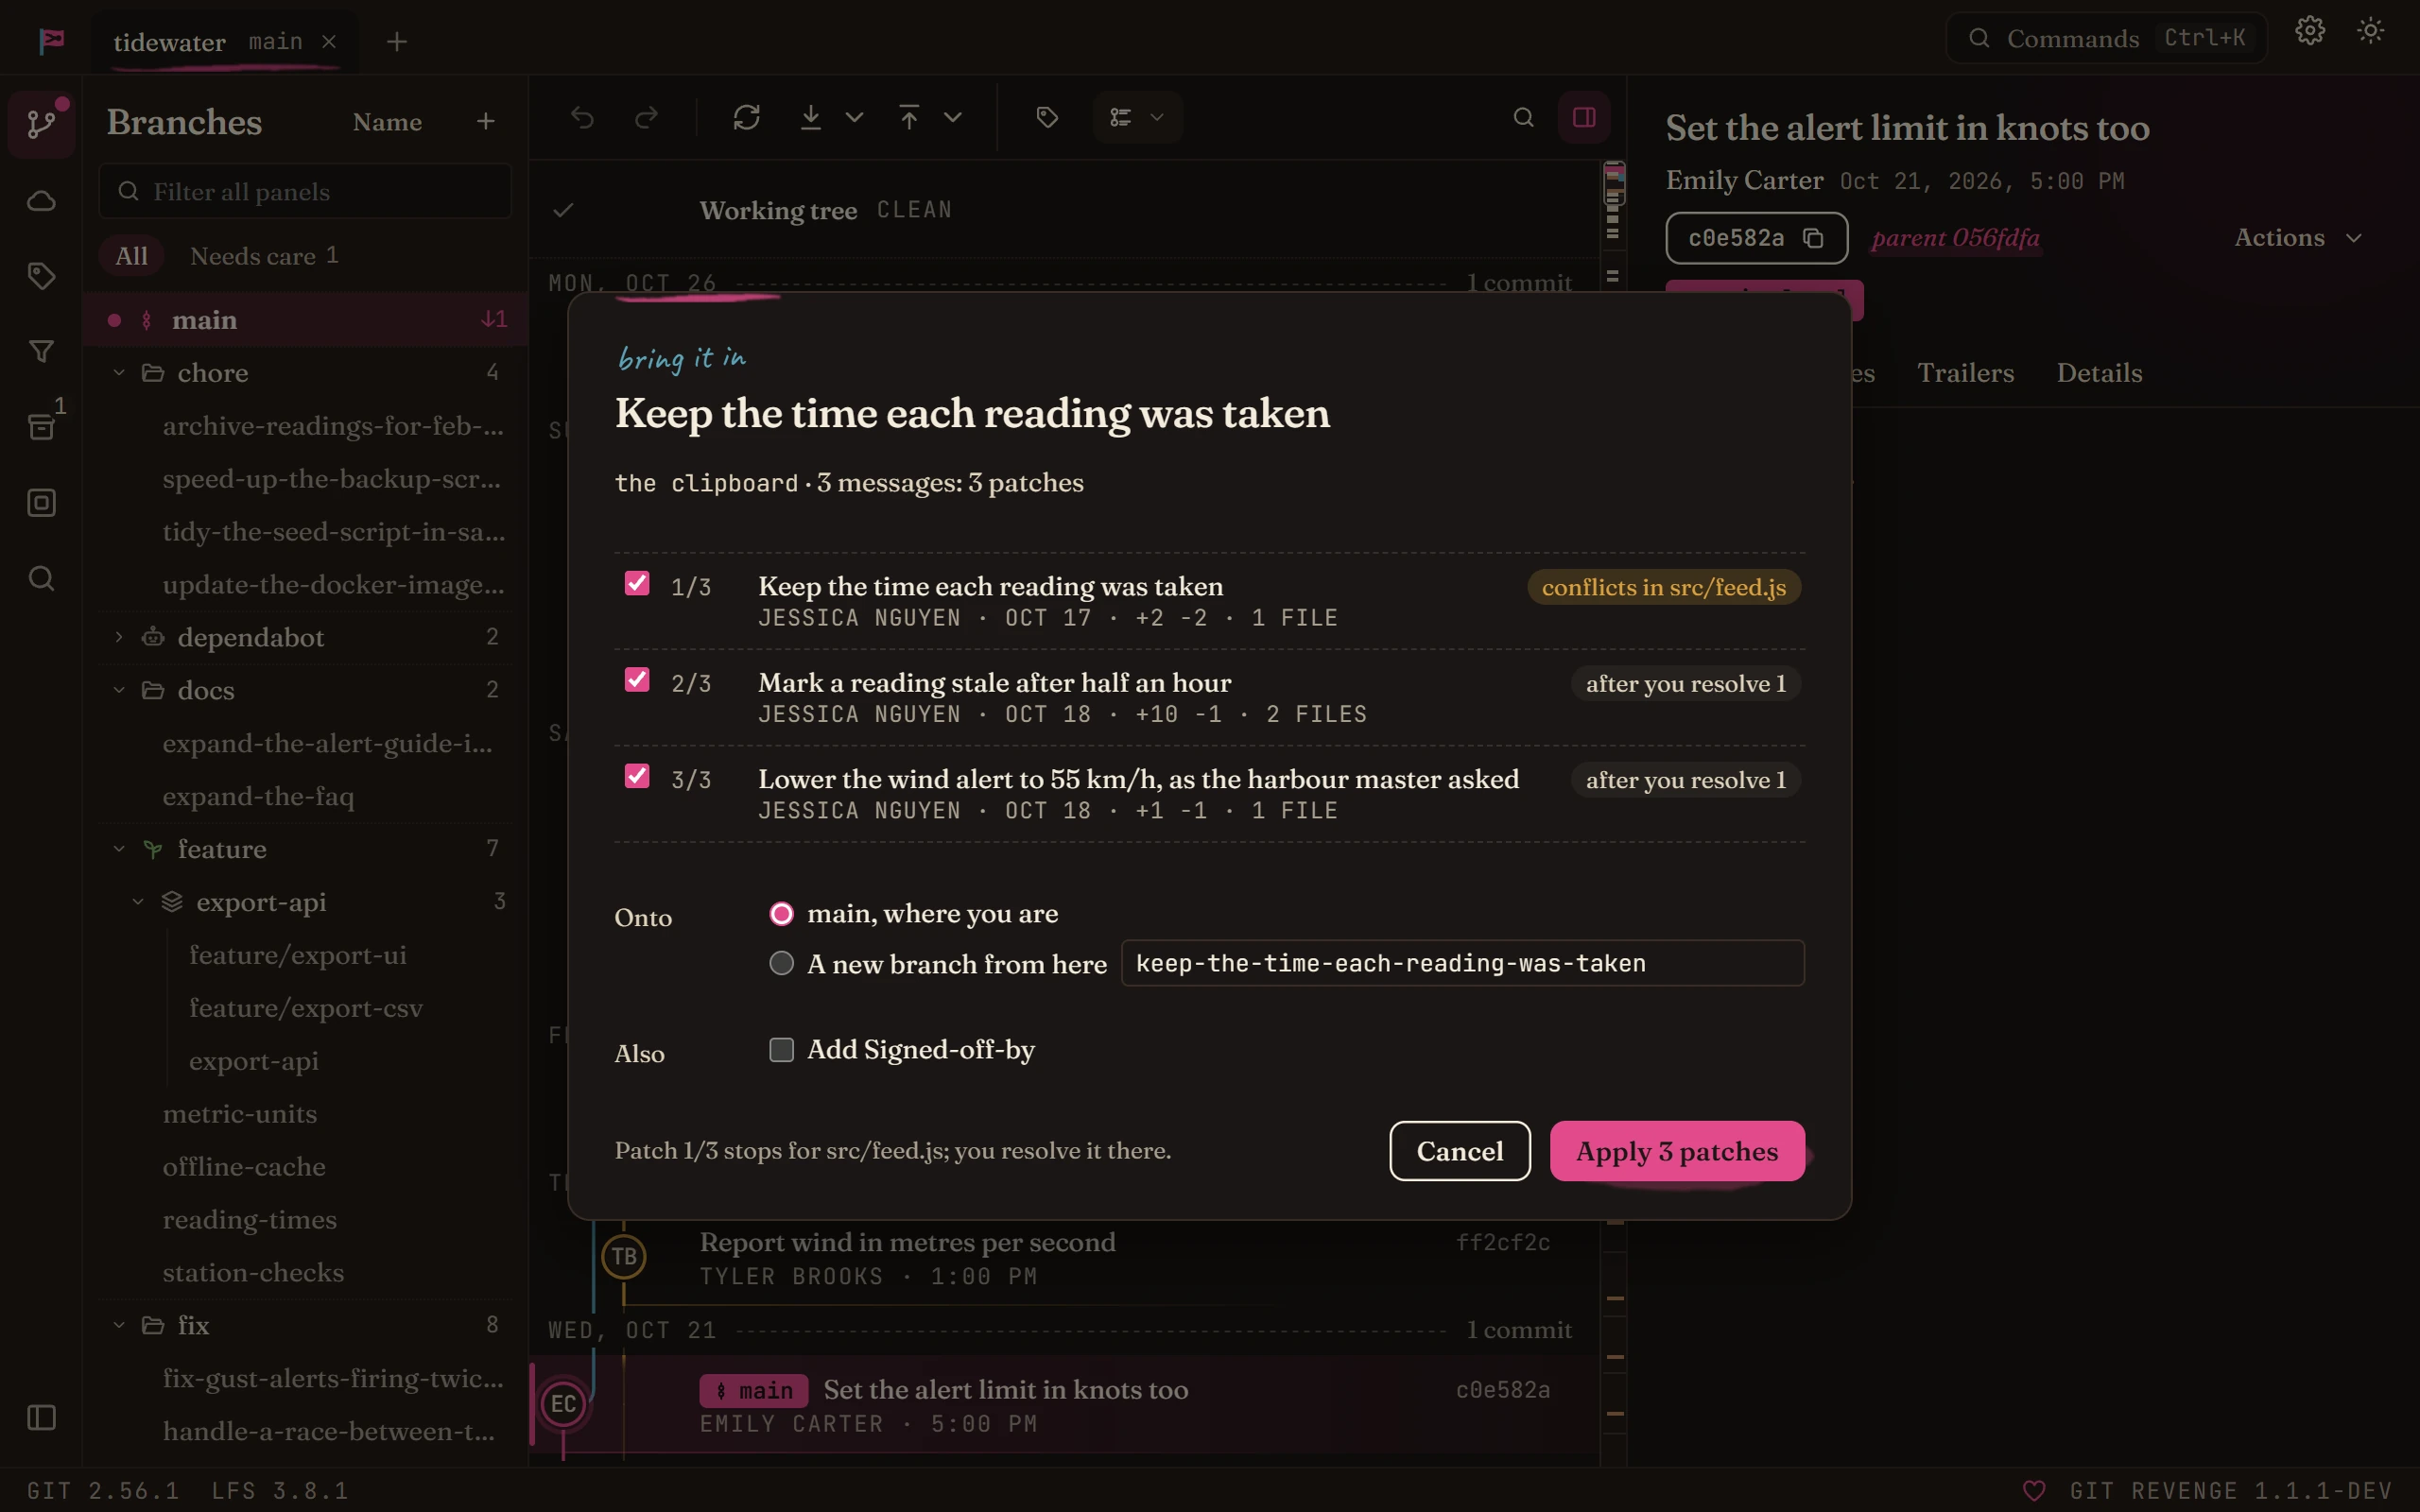 tidewater main
Commands Ctrl+K
Branches Name
Filter all panels
All Needs care 1
main ↓1
chore 4
archive-readings-for-feb-...
speed-up-the-backup-scr...
tidy-the-seed-script-in-sa...
update-the-docker-image...
dependabot 2
docs 2
expand-the-alert-guide-i...
expand-the-faq
feature 7
export-api 3
feature/export-ui
feature/export-csv
export-api
metric-units
offline-cache
reading-times
station-checks
fix 8
fix-gust-alerts-firing-twic...
handle-a-race-between-t...
1
Working tree CLEAN
MON, OCT 26 1 commit
bring it in
Keep the time each reading was taken
the clipboard · 3 messages: 3 patches
1/3 Keep the time each reading was taken conflicts in src/feed.js
JESSICA NGUYEN · OCT 17 · +2 -2 · 1 FILE
2/3 Mark a reading stale after half an hour after you resolve 1
JESSICA NGUYEN · OCT 18 · +10 -1 · 2 FILES
3/3 Lower the wind alert to 55 km/h, as the harbour master asked after you resolve 1
JESSICA NGUYEN · OCT 18 · +1 -1 · 1 FILE
Onto main, where you are
A new branch from here keep-the-time-each-reading-was-taken
Also Add Signed-off-by
Patch 1/3 stops for src/feed.js; you resolve it there. Cancel Apply 3 patches
TB Report wind in metres per second ff2cf2c
TYLER BROOKS · 1:00 PM
WED, OCT 21 1 commit
EC main Set the alert limit in knots too c0e582a
EMILY CARTER · 5:00 PM
Set the alert limit in knots too
Emily Carter Oct 21, 2026, 5:00 PM
c0e582a parent 056fdfa Actions
Trailers Details
GIT 2.56.1 LFS 3.8.1
GIT REVENGE 1.1.1-DEV